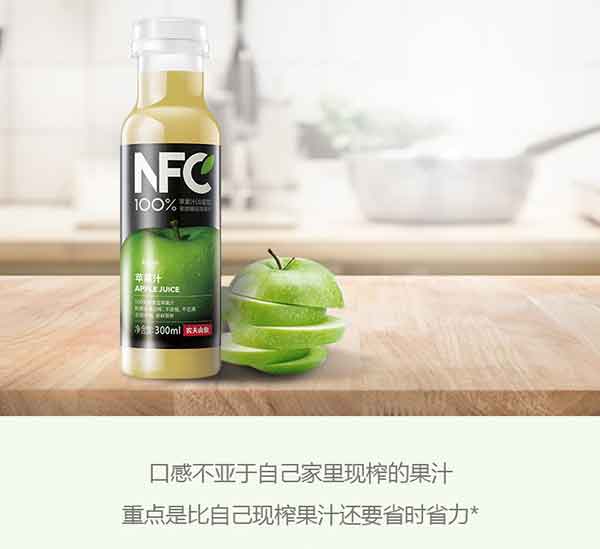 NFC
100%
苹果汁
APPLE JUICE
净含量:300ml
农夫山泉
口感不亚于自己家里现榨的果汁
重点是比自己现榨果汁还要省时省力*